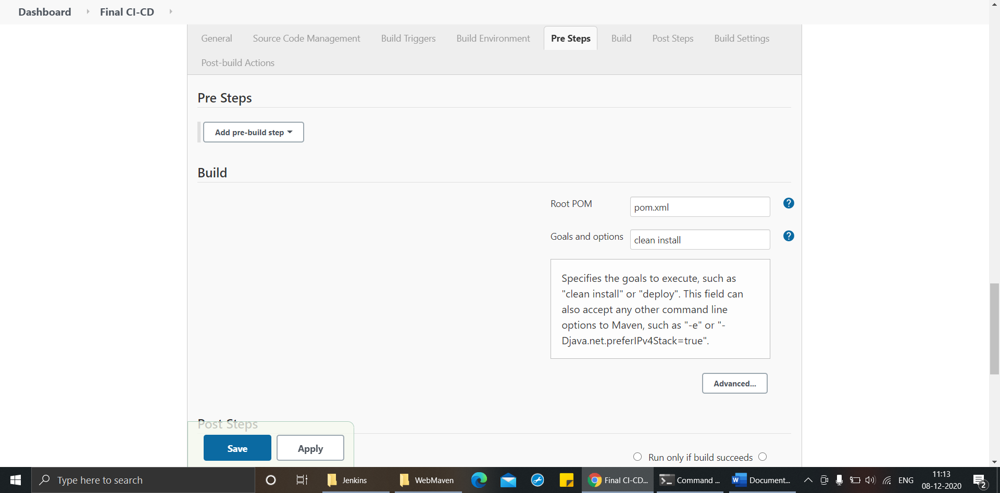 Dashboard Final CI-CD
General Source Code Management Build Triggers Build Environment Pre Steps Build Post Steps Build Settings
Post-build Actions
Pre Steps
Add pre-build step
Build
Root POM pom.xml ?
Goals and options clean install ?
Specifies the goals to execute, such as
"clean install" or "deploy". This field can
also accept any other command line
options to Maven, such as "-e" or "-
Djava.net.preferIPv4Stack=true".
Advanced...
Post Steps
Save Apply
Run only if build succeeds
Type here to search Jenkins WebMaven Final CI-CD... Command ... W Document... ENG 11:13
08-12-2020 2